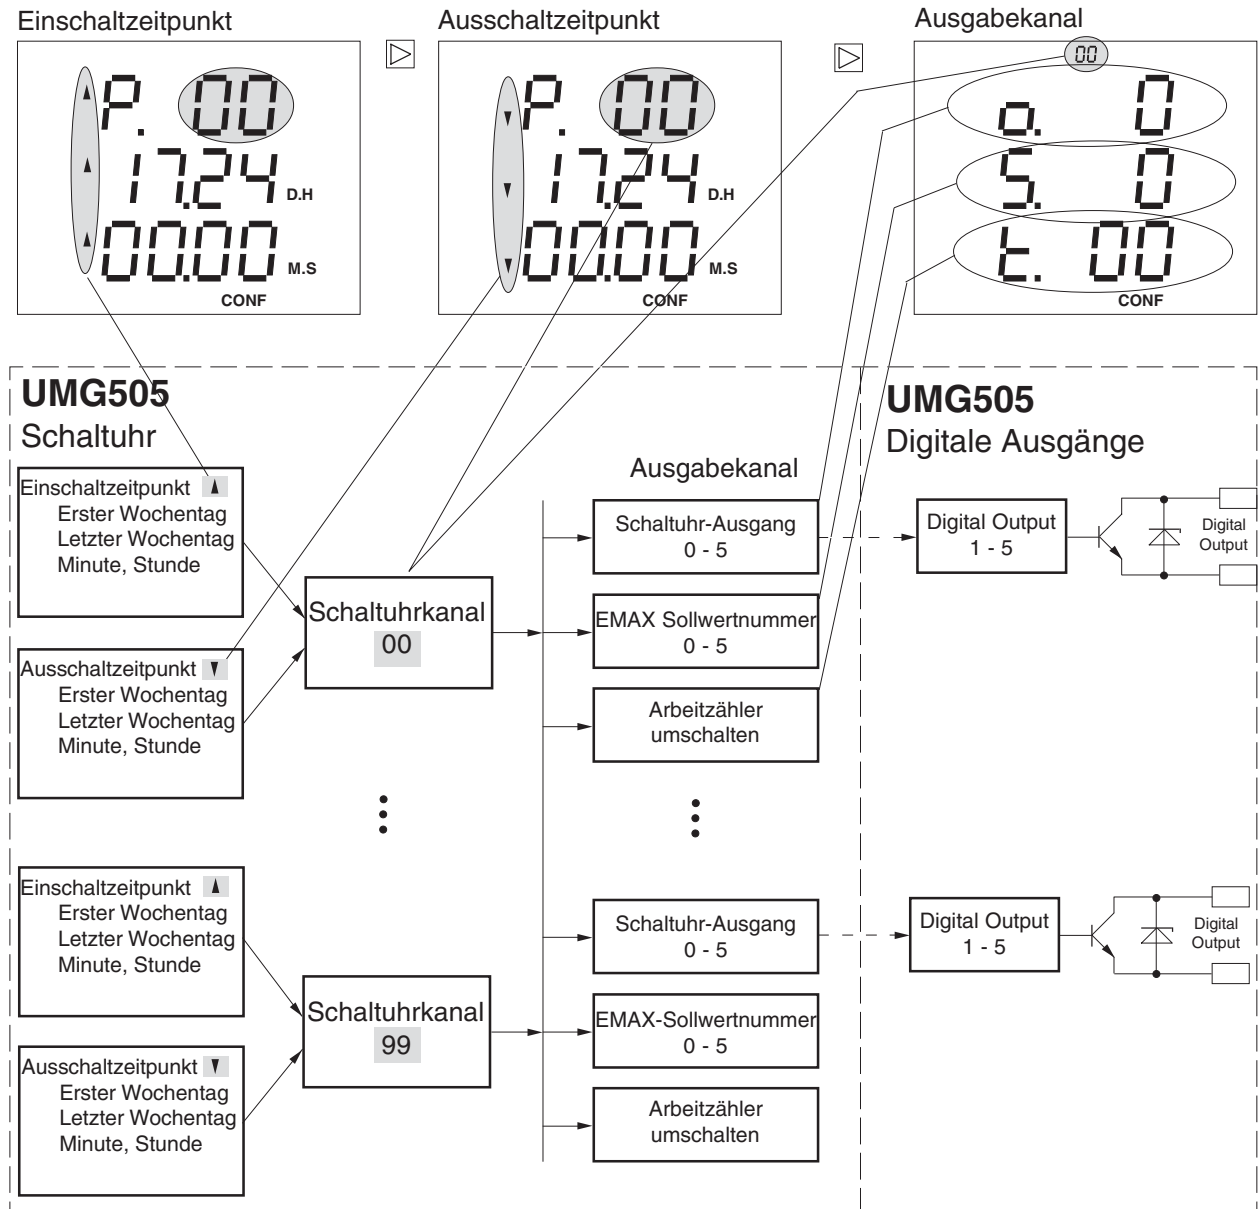 Einschaltzeitpunkt
P. 00
17.24 D.H
00.00 M.S
CONF
Ausschaltzeitpunkt
P. 00
17.24 D.H
00.00 M.S
CONF
Ausgabekanal
00
o. 0
S. 0
t. 00
CONF
UMG505
Schaltuhr
Einschaltzeitpunkt
Erster Wochentag
Letzter Wochentag
Minute, Stunde
Ausschaltzeitpunkt
Erster Wochentag
Letzter Wochentag
Minute, Stunde
Schaltuhrkanal
00
Ausgabekanal
Schaltuhr-Ausgang
0 - 5
EMAX Sollwertnummer
0 - 5
Arbeitzähler
umschalten
UMG505
Digitale Ausgänge
Digital Output
1 - 5
Digital
Output
Einschaltzeitpunkt
Erster Wochentag
Letzter Wochentag
Minute, Stunde
Ausschaltzeitpunkt
Erster Wochentag
Letzter Wochentag
Minute, Stunde
Schaltuhrkanal
99
Schaltuhr-Ausgang
0 - 5
EMAX-Sollwertnummer
0 - 5
Arbeitzähler
umschalten
Digital Output
1 - 5
Digital
Output